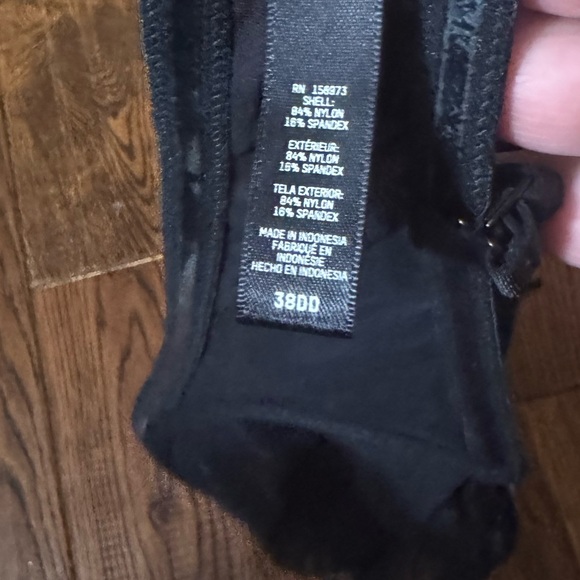 RN 156973
SHELL:
84% NYLON
16% SPANDEX
EXTÉRIEUR:
84% NYLON
16% SPANDEX
TELA EXTERIOR:
84% NYLON
16% SPANDEX
MADE IN INDONESIA
FABRIQUÉ EN
INDONÉSIE
HECHO EN INDONESIA
38DD